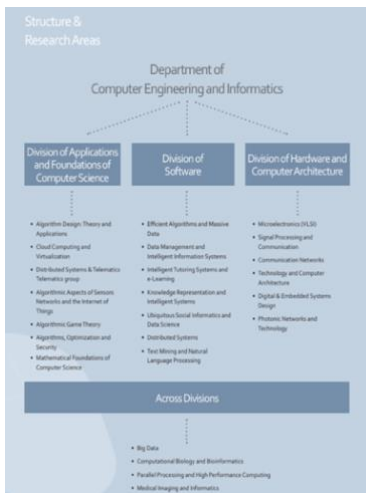 Structure &
Research Areas
Department of
Computer Engineering and Informatics
Division of Applications
and Foundations of
Computer Science
Division of
Software
Division of Hardware and
Computer Architecture
• Algorithm Design: Theory and
Applications
• Cloud Computing and
Virtualization
• Distributed Systems & Telematics
Telematics group
• Algorithmic Aspects of Sensors
Networks and the Internet of
Things
• Algorithmic Game Theory
• Algorithms, Optimization and
Security
• Mathematical Foundations of
Computer Science
• Efficient Algorithms and Massive
Data
• Data Management and
Intelligent Information Systems
• Intelligent Tutoring Systems and
e-Learning
• Knowledge Representation and
Intelligent Systems
• Ubiquitous Social Informatics and
Data Science
• Distributed Systems
• Text Mining and Natural
Language Processing
• Microelectronics (VLSI)
• Signal Processing and
Communication
• Communication Networks
• Technology and Computer
Architecture
• Digital & Embedded Systems
Design
• Photonic Networks and
Technology
Across Divisions
• Big Data
• Computational Biology and Bioinformatics
• Parallel Processing and High Performance Computing
• Medical Imaging and Informatics